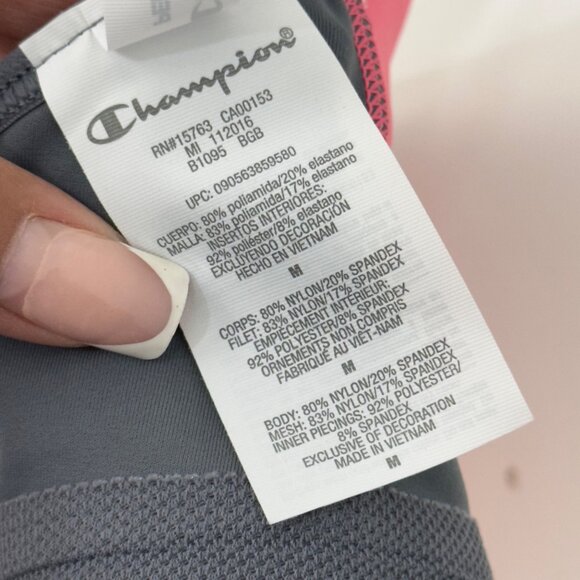 Champion®
RN#15763 CA00153
MI 112016
B1095 BGB
UPC: 090563859580
CUERPO: 80% poliamida/20% elastano
MALLA: 83% poliamida/17% elastano
INSERTOS INTERIORES:
92% poliéster/8% elastano
EXCLUYENDO DECORACIÓN
HECHO EN VIETNAM
M
CORPS: 80% NYLON/20% SPANDEX
FILET: 83% NYLON/17% SPANDEX
EMPIÈCEMENT INTÉRIEUR:
92% POLYESTER/8% SPANDEX
ORNEMENTS NON COMPRIS
FABRIQUÉ AU VIETNAM
M
BODY: 80% NYLON/20% SPANDEX
MESH: 83% NYLON/17% SPANDEX
INNER PIECINGS: 92% POLYESTER/
8% SPANDEX
EXCLUSIVE OF DECORATION
MADE IN VIETNAM
M